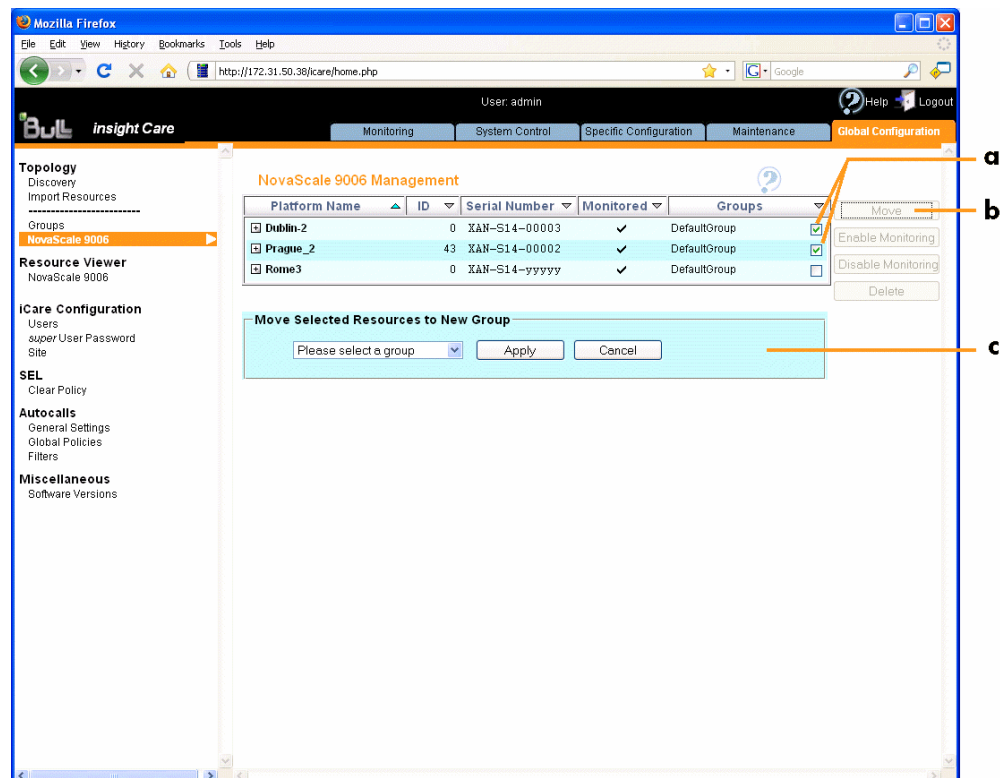 Mozilla Firefox
File Edit View History Bookmarks Tools Help
http://172.31.50.38/icare/home.php
G Google
User: admin
Help Logout
Bull insight Care
Monitoring System Control Specific Configuration Maintenance Global Configuration
Topology
Discovery
Import Resources
-------------------------
Groups
NovaScale 9006
Resource Viewer
NovaScale 9006
iCare Configuration
Users
super User Password
Site
SEL
Clear Policy
Autocalls
General Settings
Global Policies
Filters
Miscellaneous
Software Versions
NovaScale 9006 Management
Platform Name ID Serial Number Monitored Groups
Dublin-2 0 XAN-S14-00003 DefaultGroup
Prague_2 43 XAN-S14-00002 DefaultGroup
Rome3 0 XAN-S14-yyyyy DefaultGroup
Move
Enable Monitoring
Disable Monitoring
Delete
Move Selected Resources to New Group
Please select a group Apply Cancel
a
b
c